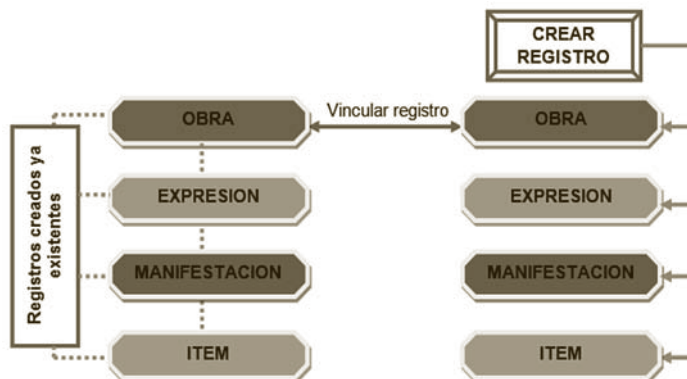 CREAR
REGISTRO
Vincular registro
OBRA
OBRA
EXPRESION
EXPRESION
MANIFESTACION
MANIFESTACION
ITEM
ITEM
Registros creados ya
existentes